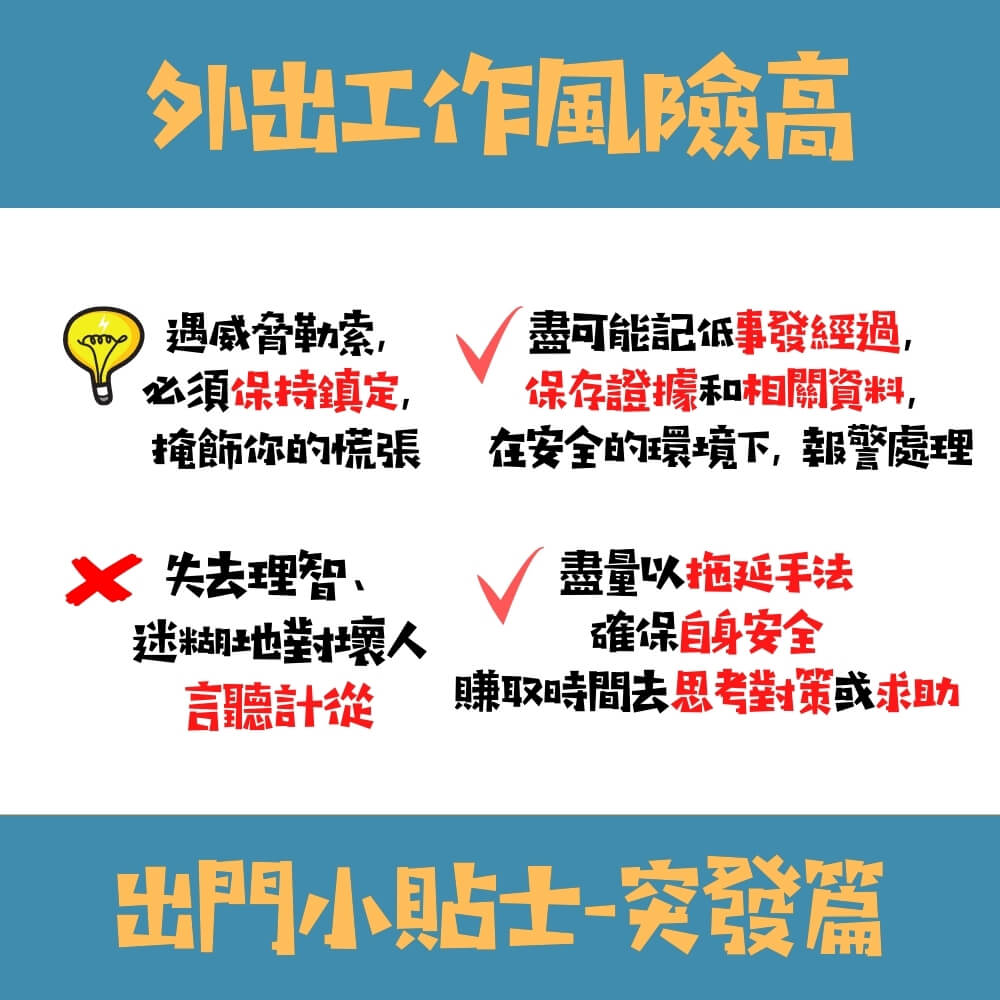 外出工作風險高
遇威脅勒索,
必須保持鎮定,
掩飾你的慌張
盡可能記低事發經過,
保存證據和相關資料,
在安全的環境下, 報警處理
失去理智、
迷糊地對壞人
言聽計從
盡量以拖延手法
確保自身安全
賺取時間去思考對策或求助
出門小貼士-突發篇